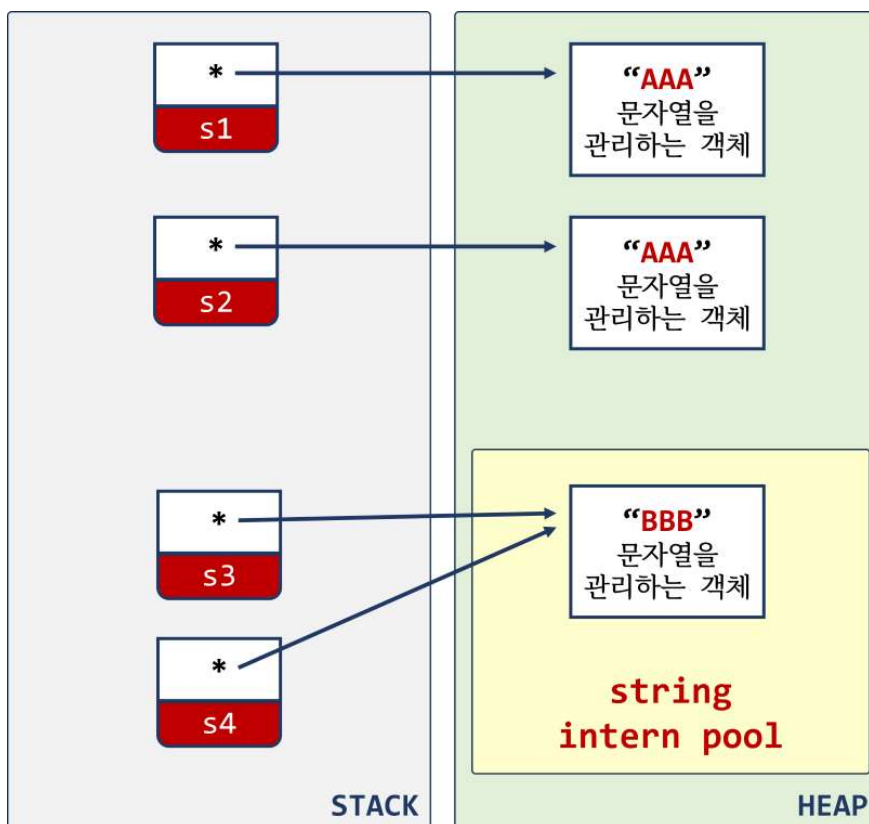 *
s1
“AAA”
문자열을
관리하는 객체
*
s2
“AAA”
문자열을
관리하는 객체
*
s3
“BBB”
문자열을
관리하는 객체
*
s4
string
intern pool
STACK
HEAP